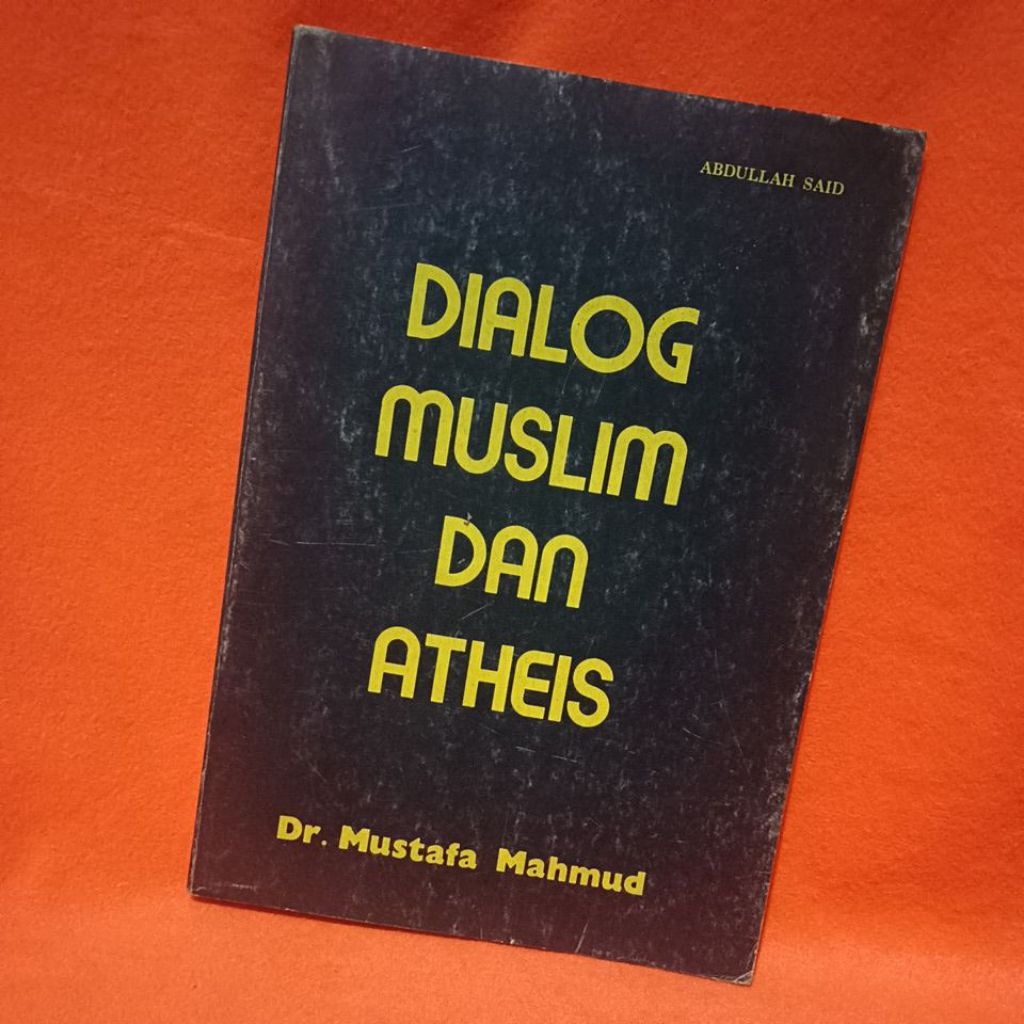 ABDULLAH SAID
DIALOG
MUSLIM
DAN
ATHEIS
Dr. Mustafa Mahmud